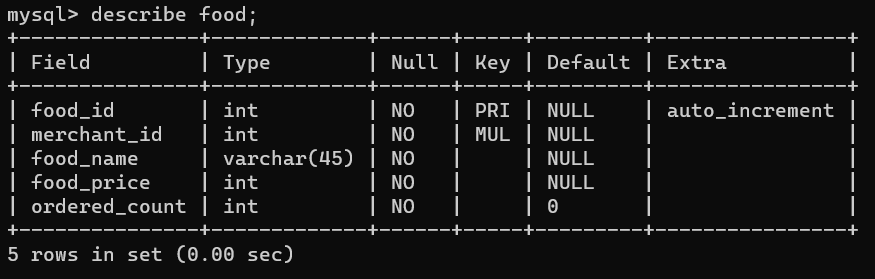 mysql> describe food;
+---------------+-------------+------+-----+---------+----------------+
| Field         | Type        | Null | Key | Default | Extra          |
+---------------+-------------+------+-----+---------+----------------+
| food_id       | int         | NO   | PRI | NULL    | auto_increment |
| merchant_id   | int         | NO   | MUL | NULL    |                |
| food_name     | varchar(45) | NO   |     | NULL    |                |
| food_price    | int         | NO   |     | NULL    |                |
| ordered_count | int         | NO   |     | 0       |                |
+---------------+-------------+------+-----+---------+----------------+
5 rows in set (0.00 sec)